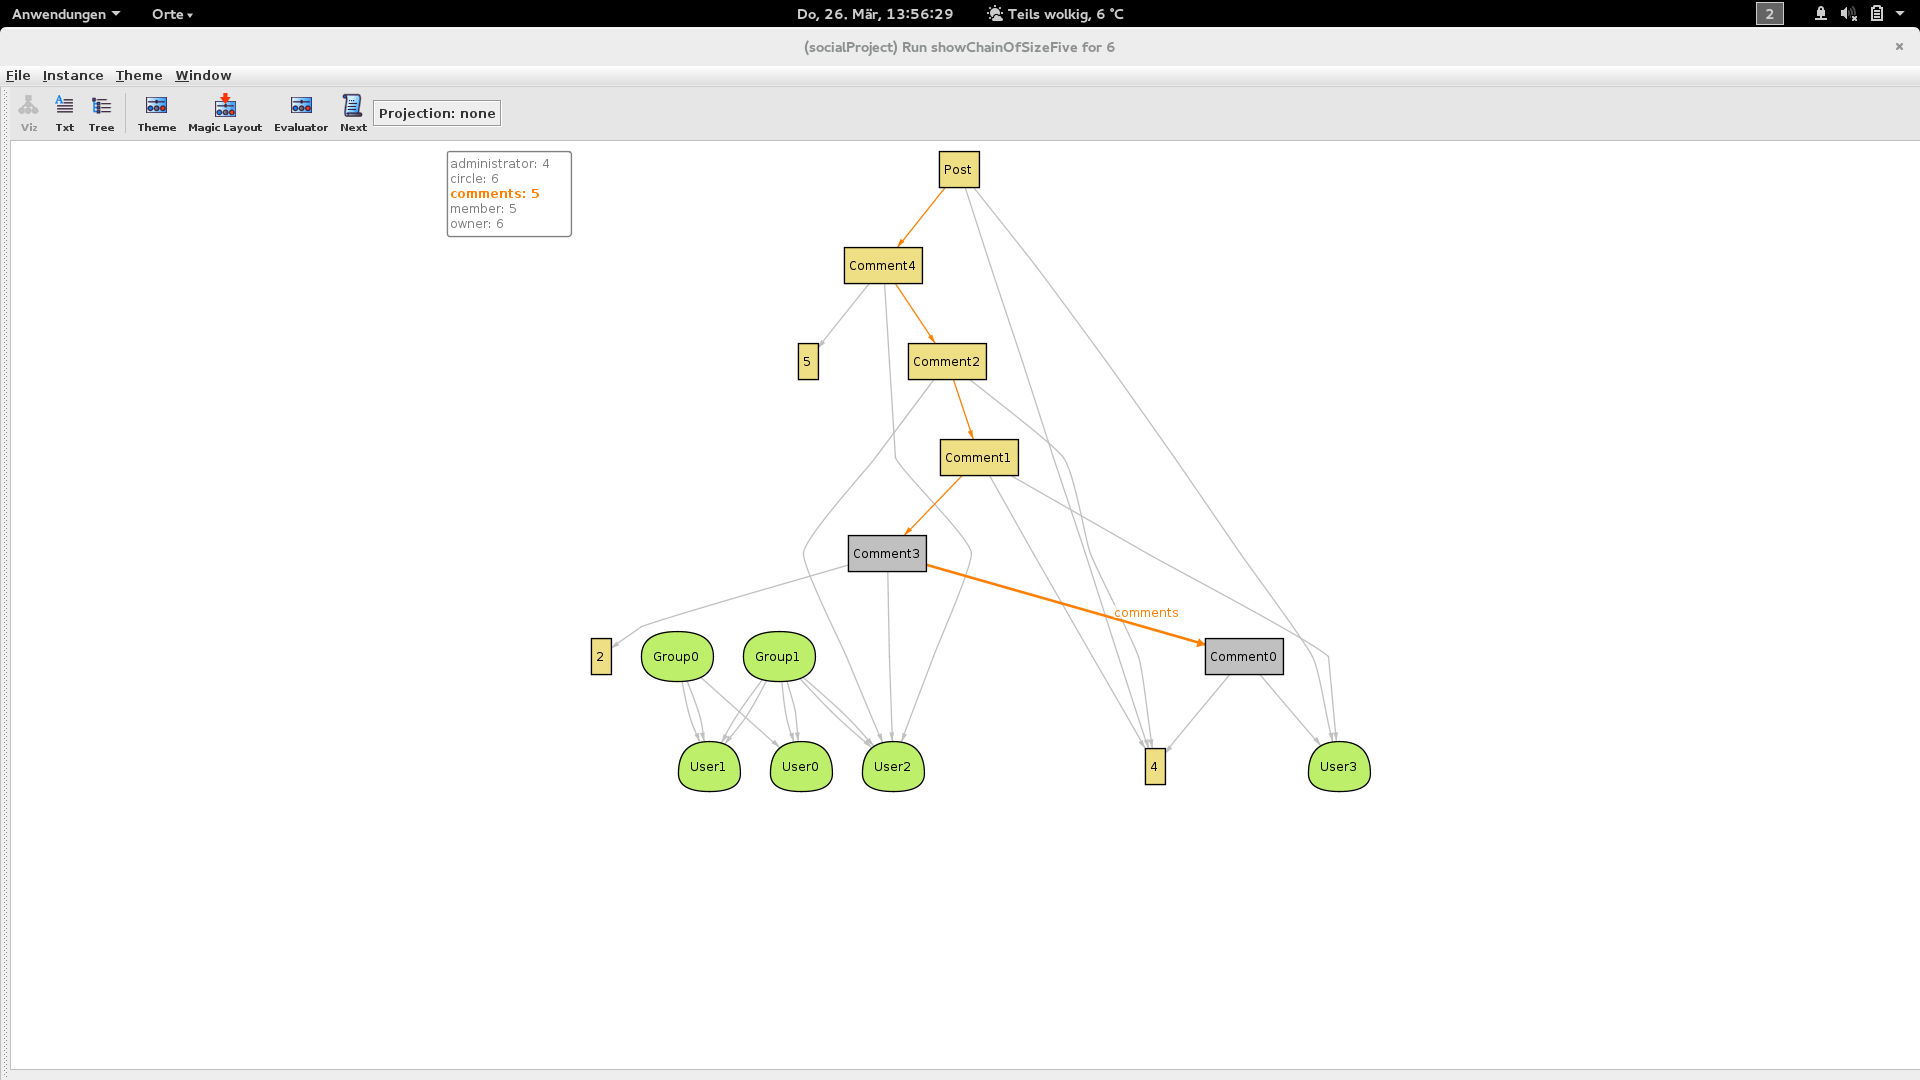 Anwendungen Orte Do, 26. Mär, 13:56:29 Teils wolkig, 6 °C 2
(socialProject) Run showChainOfSizeFive for 6 ×
File Instance Theme Window
Viz Txt Tree Theme Magic Layout Evaluator Next Projection: none
administrator: 4
circle: 6
comments: 5
member: 5
owner: 6
Post
Comment4
5 Comment2
Comment1
Comment3
comments
2 Group0 Group1 Comment0
User1 User0 User2 4 User3